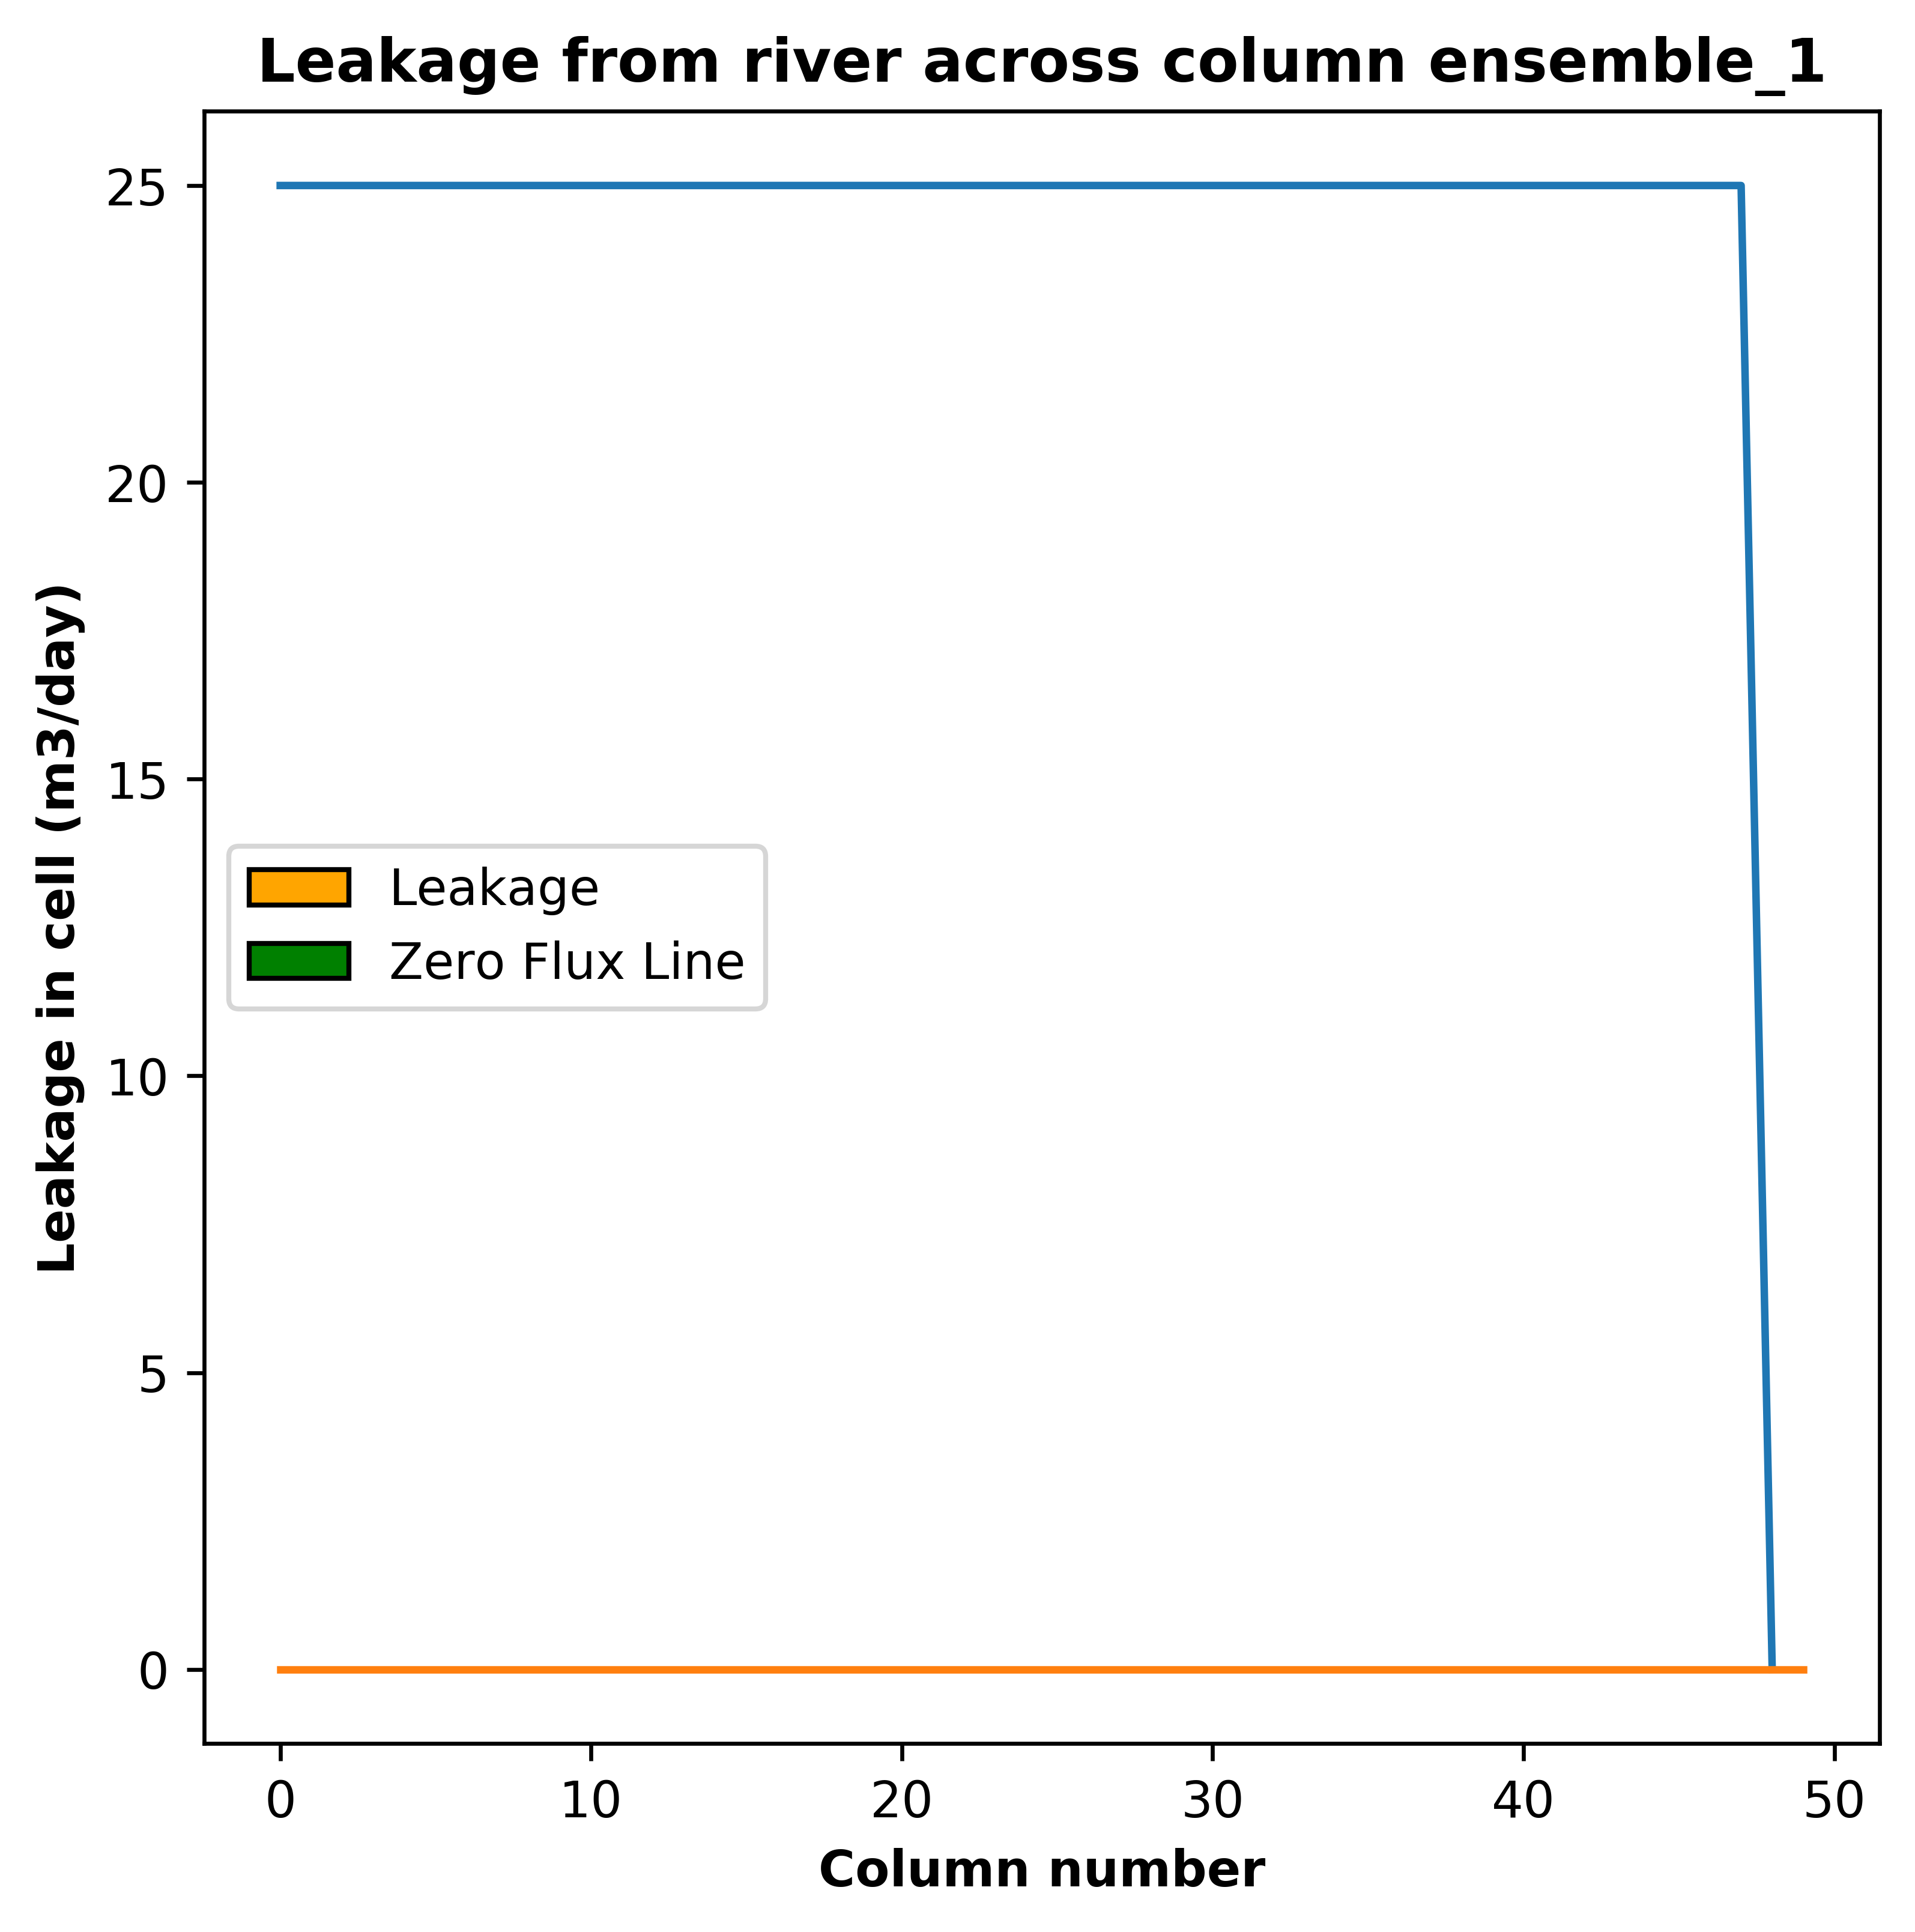 Leakage from river across column ensemble_1
Leakage in cell (m3/day)
25
20
15
10
5
0
Leakage
Zero Flux Line
0 10 20 30 40 50
Column number